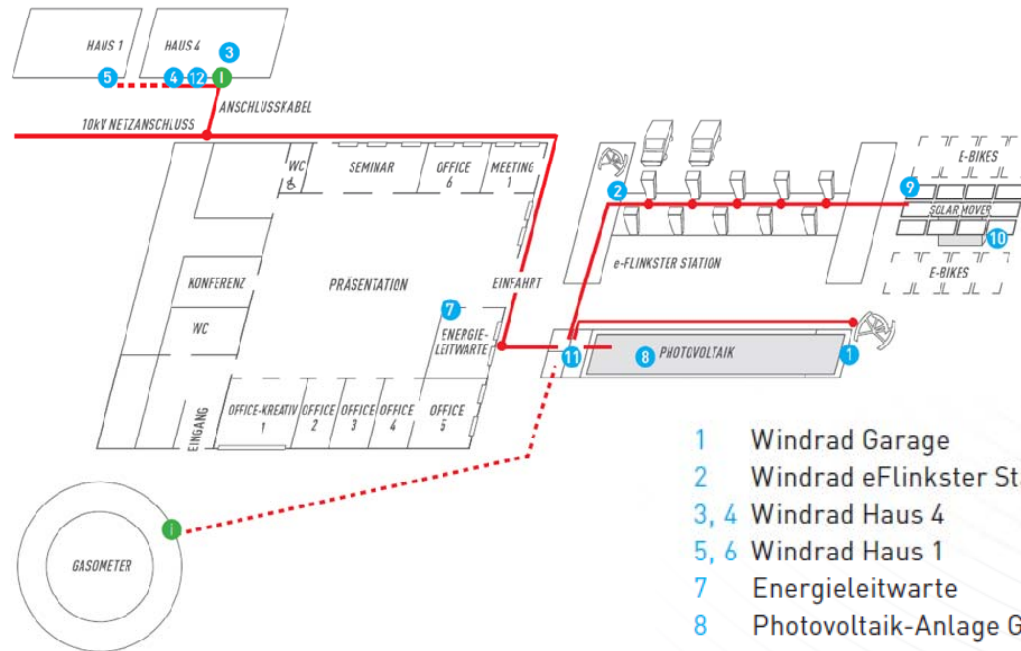 HAUS 1
HAUS 4
3
5
4
12
I
ANSCHLUSSKABEL
10kV NETZANSCHLUSS
WC
SEMINAR
OFFICE
6
MEETING
1
2
E-BIKES
9
SOLAR MOVER
10
e-FLINKSTER STATION
E-BIKES
KONFERENZ
PRÄSENTATION
EINFAHRT
WC
7
ENERGIE-
LEITWARTE
11
8
PHOTOVOLTAIK
1
EINGANG
OFFICE-KREATIV
1
OFFICE
2
OFFICE
3
OFFICE
4
OFFICE
5
i
GASOMETER
1 Windrad Garage
2 Windrad eFlinkster St
3, 4 Windrad Haus 4
5, 6 Windrad Haus 1
7 Energieleitwarte
8 Photovoltaik-Anlage G